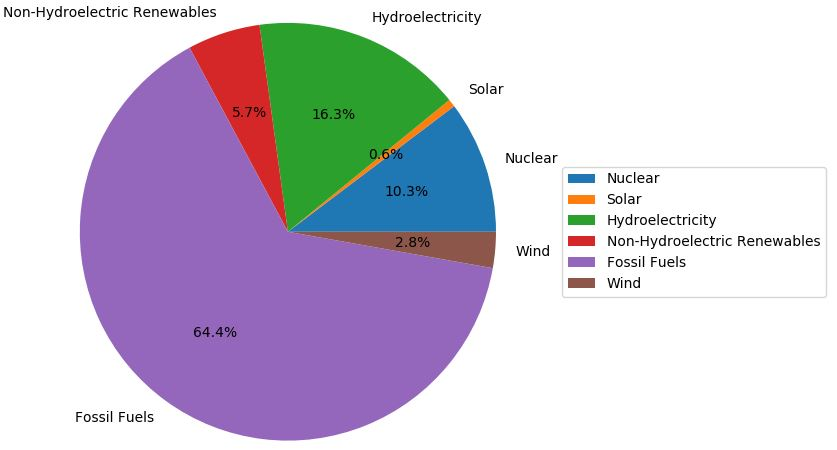 Non-Hydroelectric Renewables
Hydroelectricity
Solar
5.7%
16.3%
0.6%
Nuclear
10.3%
2.8%
Wind
64.4%
Fossil Fuels
Nuclear
Solar
Hydroelectricity
Non-Hydroelectric Renewables
Fossil Fuels
Wind